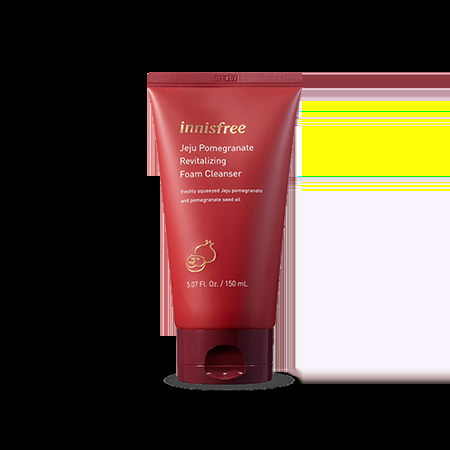 innisfree
Jeju Pomegranate
Revitalizing
Foam Cleanser
freshly squeezed Jeju pomegranate
and pomegranate seed oil
5.07 Fl. Oz. / 150 mL